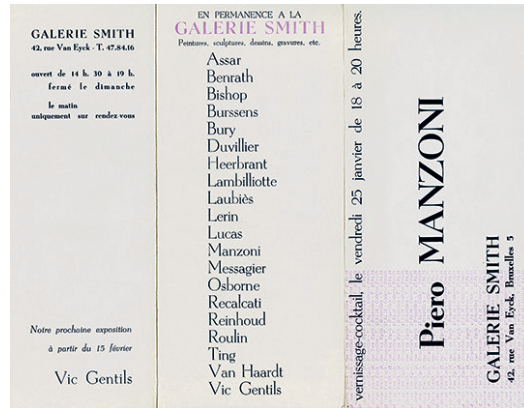 GALERIE SMITH
42, rue Van Eyck - T. 47.84.16
ouvert de 14 h. 30 à 19 h.
fermé le dimanche
le matin
uniquement sur rendez-vous
Notre prochaine exposition
à partir du 15 février
Vic Gentils
EN PERMANENCE A LA
GALERIE SMITH
Peintures, sculptures, dessins, gravures, etc.
Assar
Benrath
Bishop
Burssens
Bury
Duvillier
Heerbrant
Lambilliotte
Laubiès
Lerin
Lucas
Manzoni
Messagier
Osborne
Recalcati
Reinhoud
Roulin
Ting
Van Haardt
Vic Gentils
vernissage-cocktail, le vendredi 25 janvier de 18 à 20 heures.
Piero MANZONI
GALERIE SMITH
42, rue Van Eyck, Bruxelles 5